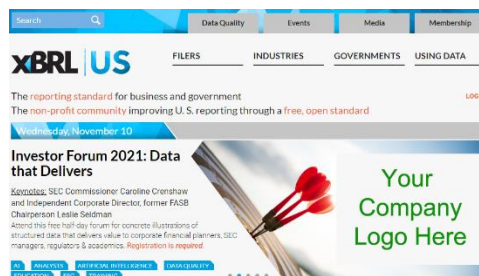 Search
Data Quality Events Media Membership
XBRL US
FILERS INDUSTRIES GOVERNMENTS USING DATA
The reporting standard for business and government
LOG
The non-profit community improving U. S. reporting through a free, open standard
Wednesday, November 10
Investor Forum 2021: Data
that Delivers
Keynotes: SEC Commissioner Caroline Crenshaw
and Independent Corporate Director, former FASB
Chairperson Leslie Seidman
Attend this free half-day forum for concrete illustrations of
structured data that delivers value to corporate financial planners, SEC
managers, regulators & academics. Registration is required.
AI ANALYSTS ARTIFICIAL INTELLIGENCE DATA QUALITY
EDUCATION ESG TRAINING
Your
Company
Logo Here